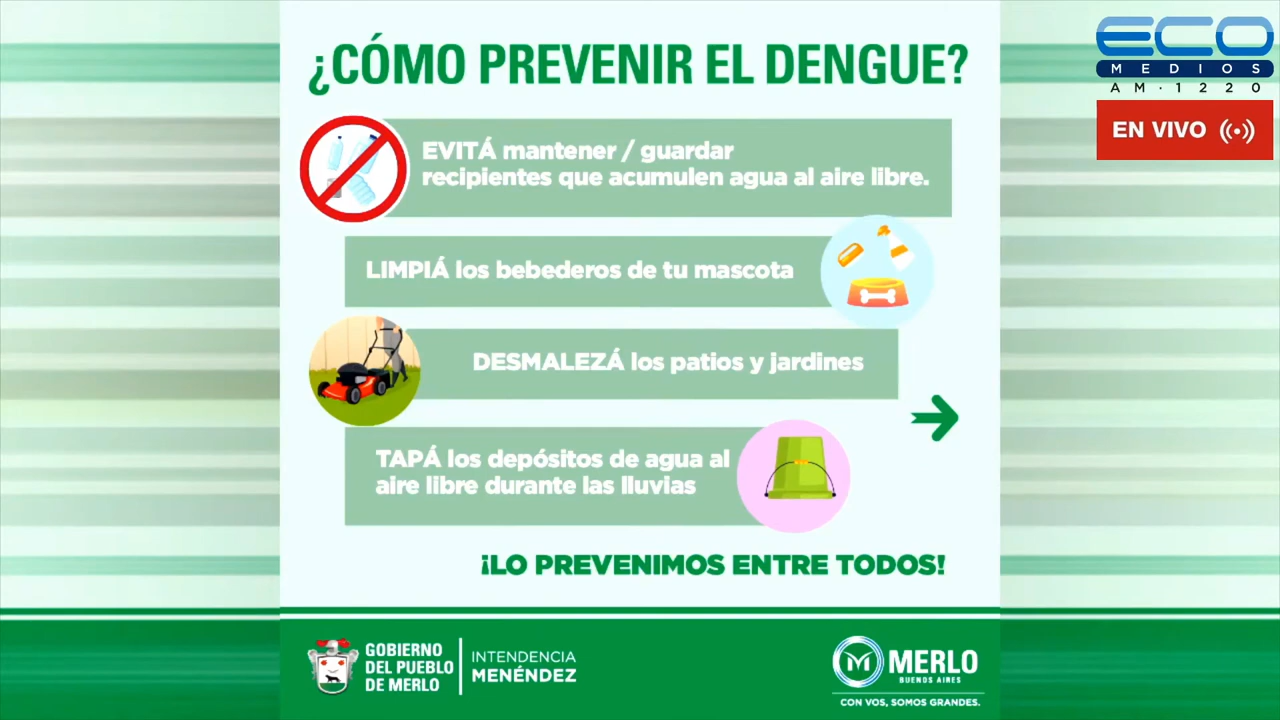 ¿CÓMO PREVENIR EL DENGUE?
ECO
MEDIOS
AM·1220
EN VIVO
EVITÁ mantener / guardar
recipientes que acumulen agua al aire libre.
LIMPIÁ los bebederos de tu mascota
DESMALEZÁ los patios y jardines
TAPÁ los depósitos de agua al
aire libre durante las lluvias
¡LO PREVENIMOS ENTRE TODOS!
GOBIERNO
DEL PUEBLO
DE MERLO
INTENDENCIA
MENÉNDEZ
M MERLO
BUENOS AIRES
CON VOS, SOMOS GRANDES.